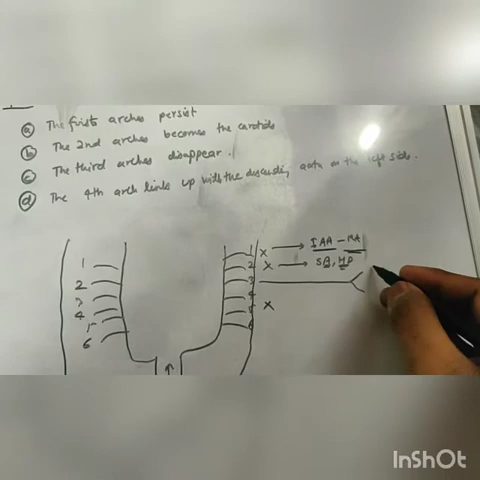 a The firsts arches persist
b The 2nd arches becomes the carotids
c The third arches disappear.
d The 4th arch links up with the descending aorta on the left side.
1 1 x → IAA - MA
2 2 x → SA, HA
3 3
4 4
5 5 x
6 6
InShOt